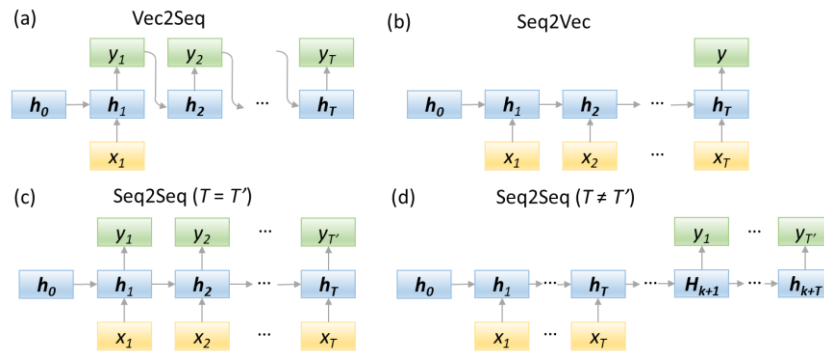 (a) Vec2Seq
y1 y2 yT
h0 h1 h2 ... hT
x1
(b) Seq2Vec
y
h0 h1 h2 ... hT
x1 x2 ... xT
(c) Seq2Seq (T = T′)
y1 y2 ... yT′
h0 h1 h2 ... hT
x1 x2 ... xT
(d) Seq2Seq (T ≠ T′)
y1 ... yT′
h0 h1 ... hT ... Hk+1 ... hk+T
x1 ... xT